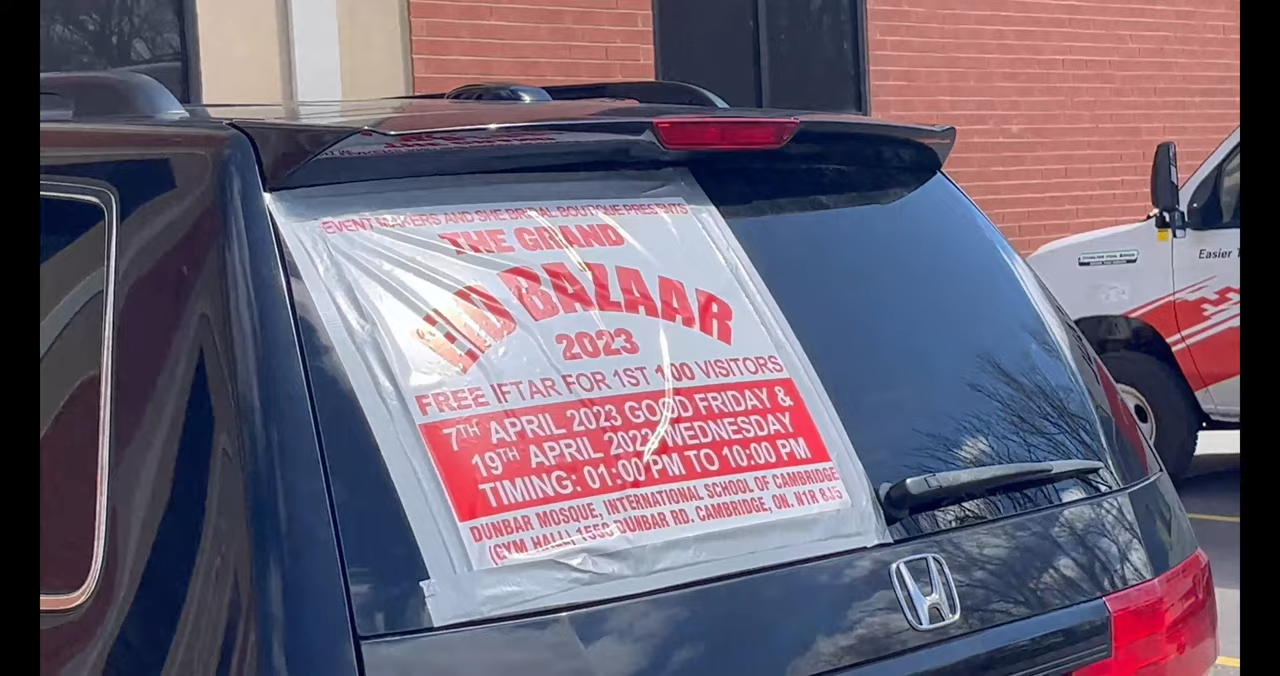 EVENT MAKERS AND SHE BRIDAL BOUTIQUE PRESENTS
THE GRAND
EID BAZAAR
2023
FREE IFTAR FOR 1ST 100 VISITORS
7TH APRIL 2023 GOOD FRIDAY &
19TH APRIL 2023 WEDNESDAY
TIMING: 01:00 PM TO 10:00 PM
DUNBAR MOSQUE, INTERNATIONAL SCHOOL OF CAMBRIDGE
(GYM HALL) 1550 DUNBAR RD. CAMBRIDGE, ON. N1R 8J5
Easier